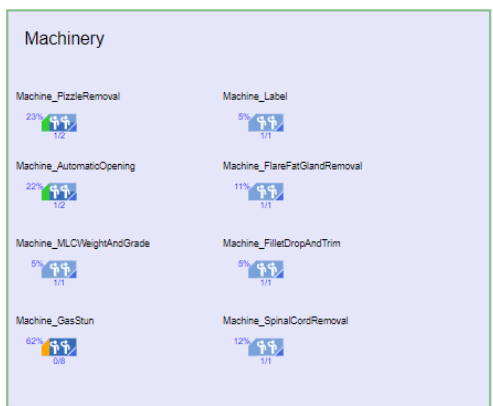 Machinery
Machine_PizzleRemoval
23%
1/2
Machine_Label
5%
1/1
Machine_AutomaticOpening
22%
1/2
Machine_FlareFatGlandRemoval
11%
1/1
Machine_MLCWeightAndGrade
5%
1/1
Machine_FilletDropAndTrim
5%
1/1
Machine_GasStun
62%
0/8
Machine_SpinalCordRemoval
12%
1/1